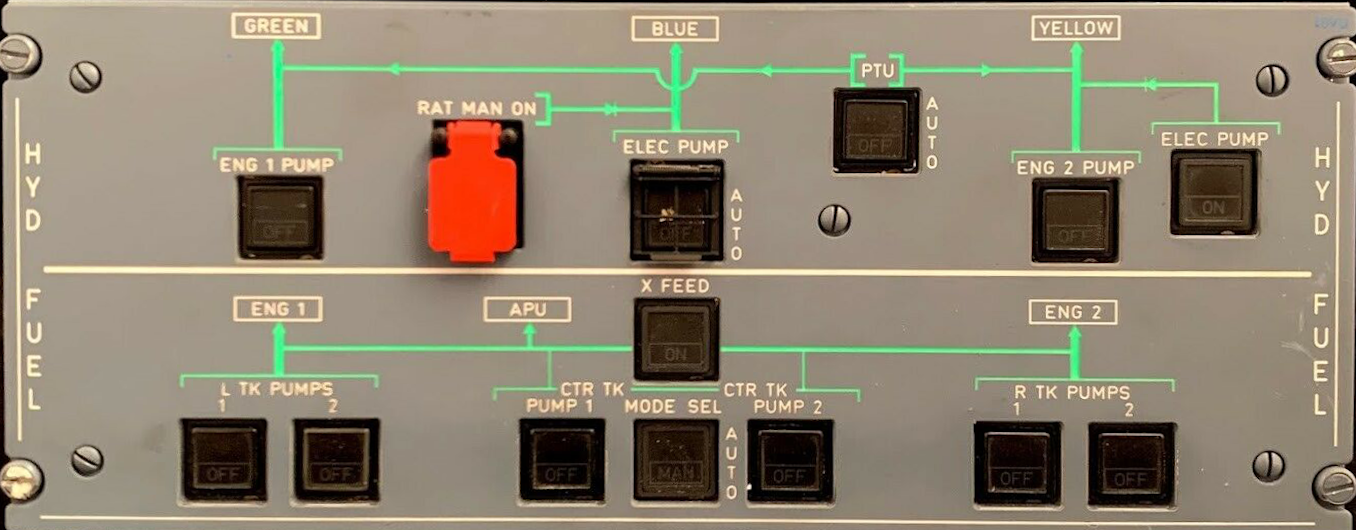 GREEN
BLUE
YELLOW
PTU
AUTO
OFF
RAT MAN ON
ELEC PUMP
AUTO
OFF
ENG 1 PUMP
OFF
ENG 2 PUMP
OFF
ELEC PUMP
ON
HYD
HYD
FUEL
FUEL
X FEED
ON
ENG 1
APU
ENG 2
L TK PUMPS
1 2
OFF OFF
CTR TK CTR TK
PUMP 1 MODE SEL PUMP 2
OFF MAN OFF
AUTO
R TK PUMPS
1 2
OFF OFF